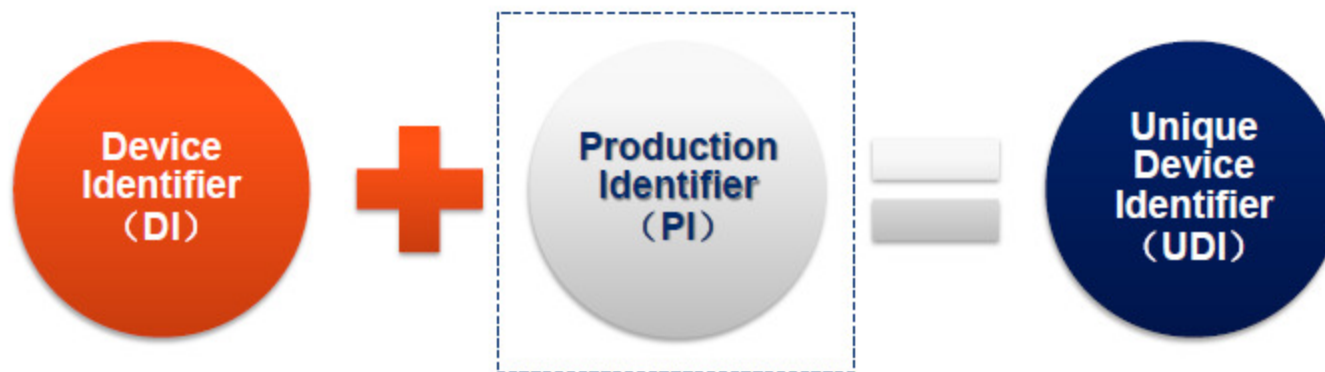 Device
Identifier
（DI）
Production
Identifier
（PI）
Unique
Device
Identifier
（UDI）